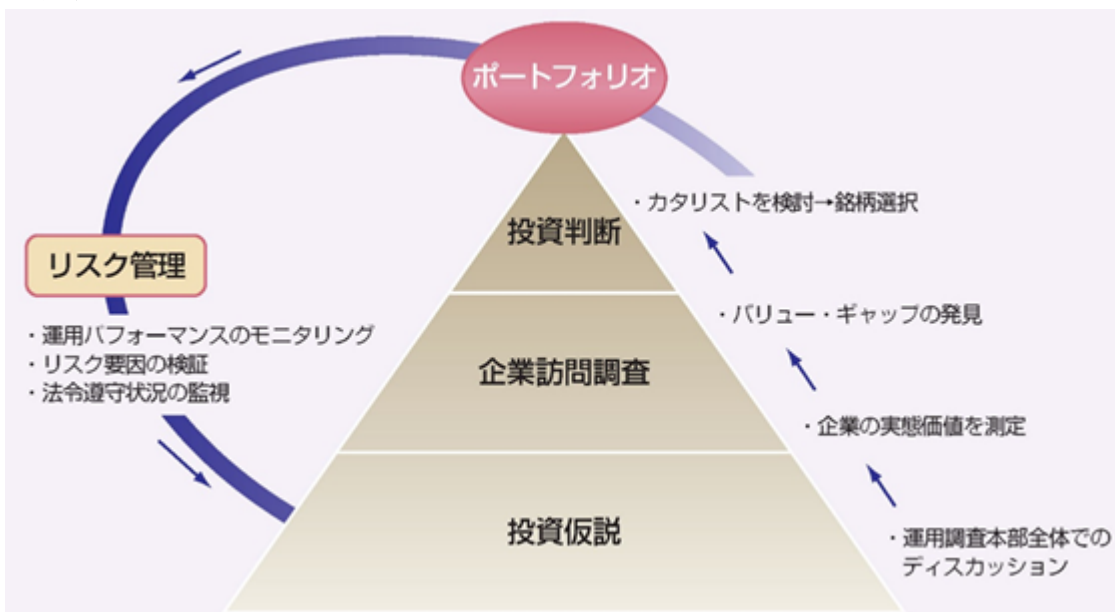 ポートフォリオ
・カタリストを検討→銘柄選択
投資判断
リスク管理
・バリュー・ギャップの発見
・運用パフォーマンスのモニタリング
・リスク要因の検証
・法令遵守状況の監視
企業訪問調査
・企業の実態価値を測定
投資仮説
・運用調査本部全体での
ディスカッション